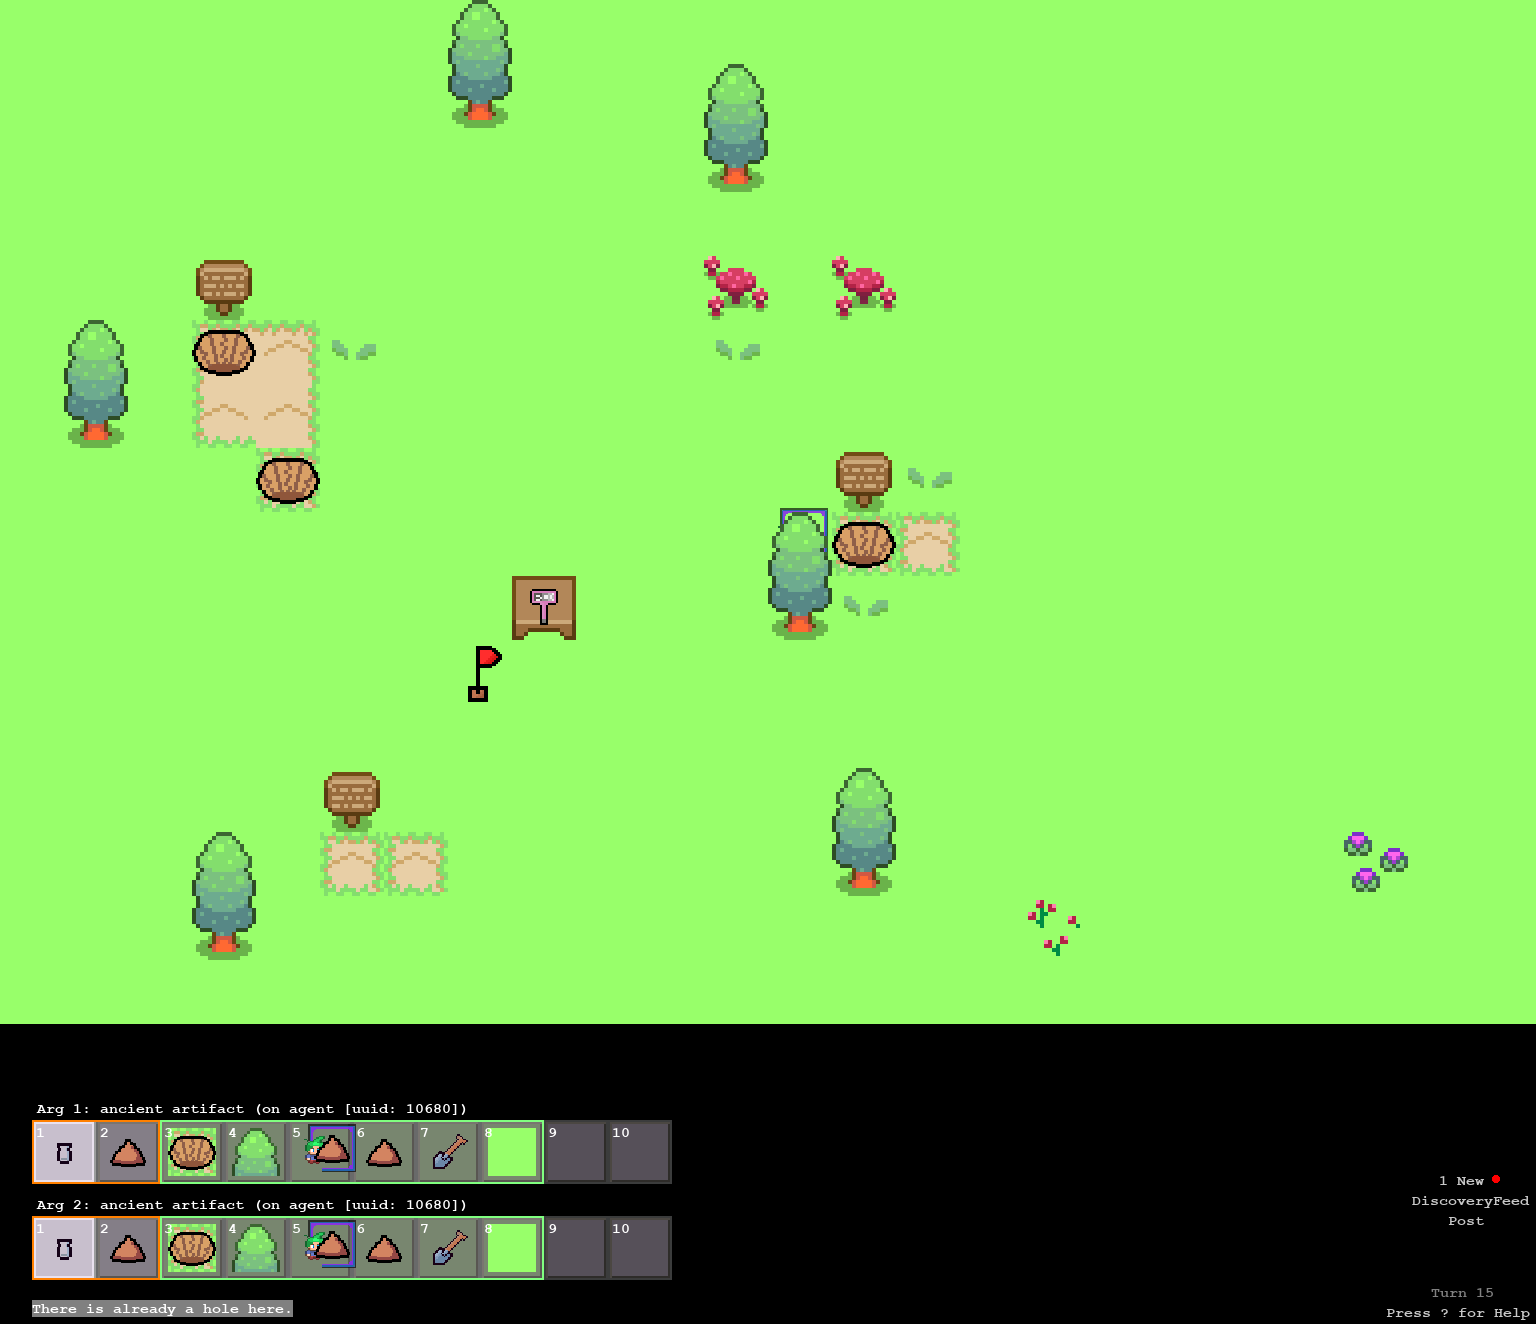 Arg 1: ancient artifact (on agent [uuid: 10680])
1 2 3 4 5 6 7 8 9 10
Arg 2: ancient artifact (on agent [uuid: 10680])
1 2 3 4 5 6 7 8 9 10
There is already a hole here.
1 New
DiscoveryFeed
Post
Turn 15
Press ? for Help